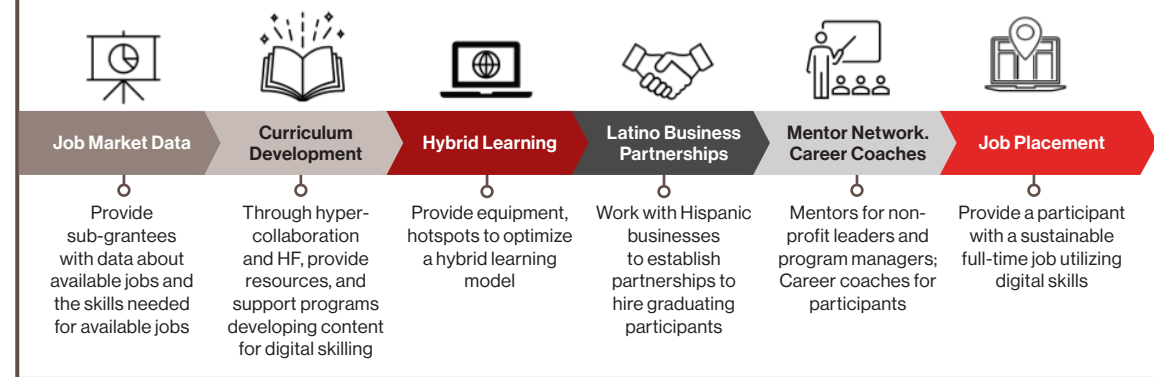 Job Market Data
Provide
sub-grantees
with data about
available jobs and
the skills needed
for available jobs
Curriculum
Development
Through hyper-
collaboration
and HF, provide
resources, and
support programs
developing content
for digital skilling
Hybrid Learning
Provide equipment,
hotspots to optimize
a hybrid learning
model
Latino Business
Partnerships
Work with Hispanic
businesses
to establish
partnerships to
hire graduating
participants
Mentor Network.
Career Coaches
Mentors for non-
profit leaders and
program managers;
Career coaches for
participants
Job Placement
Provide a participant
with a sustainable
full-time job utilizing
digital skills